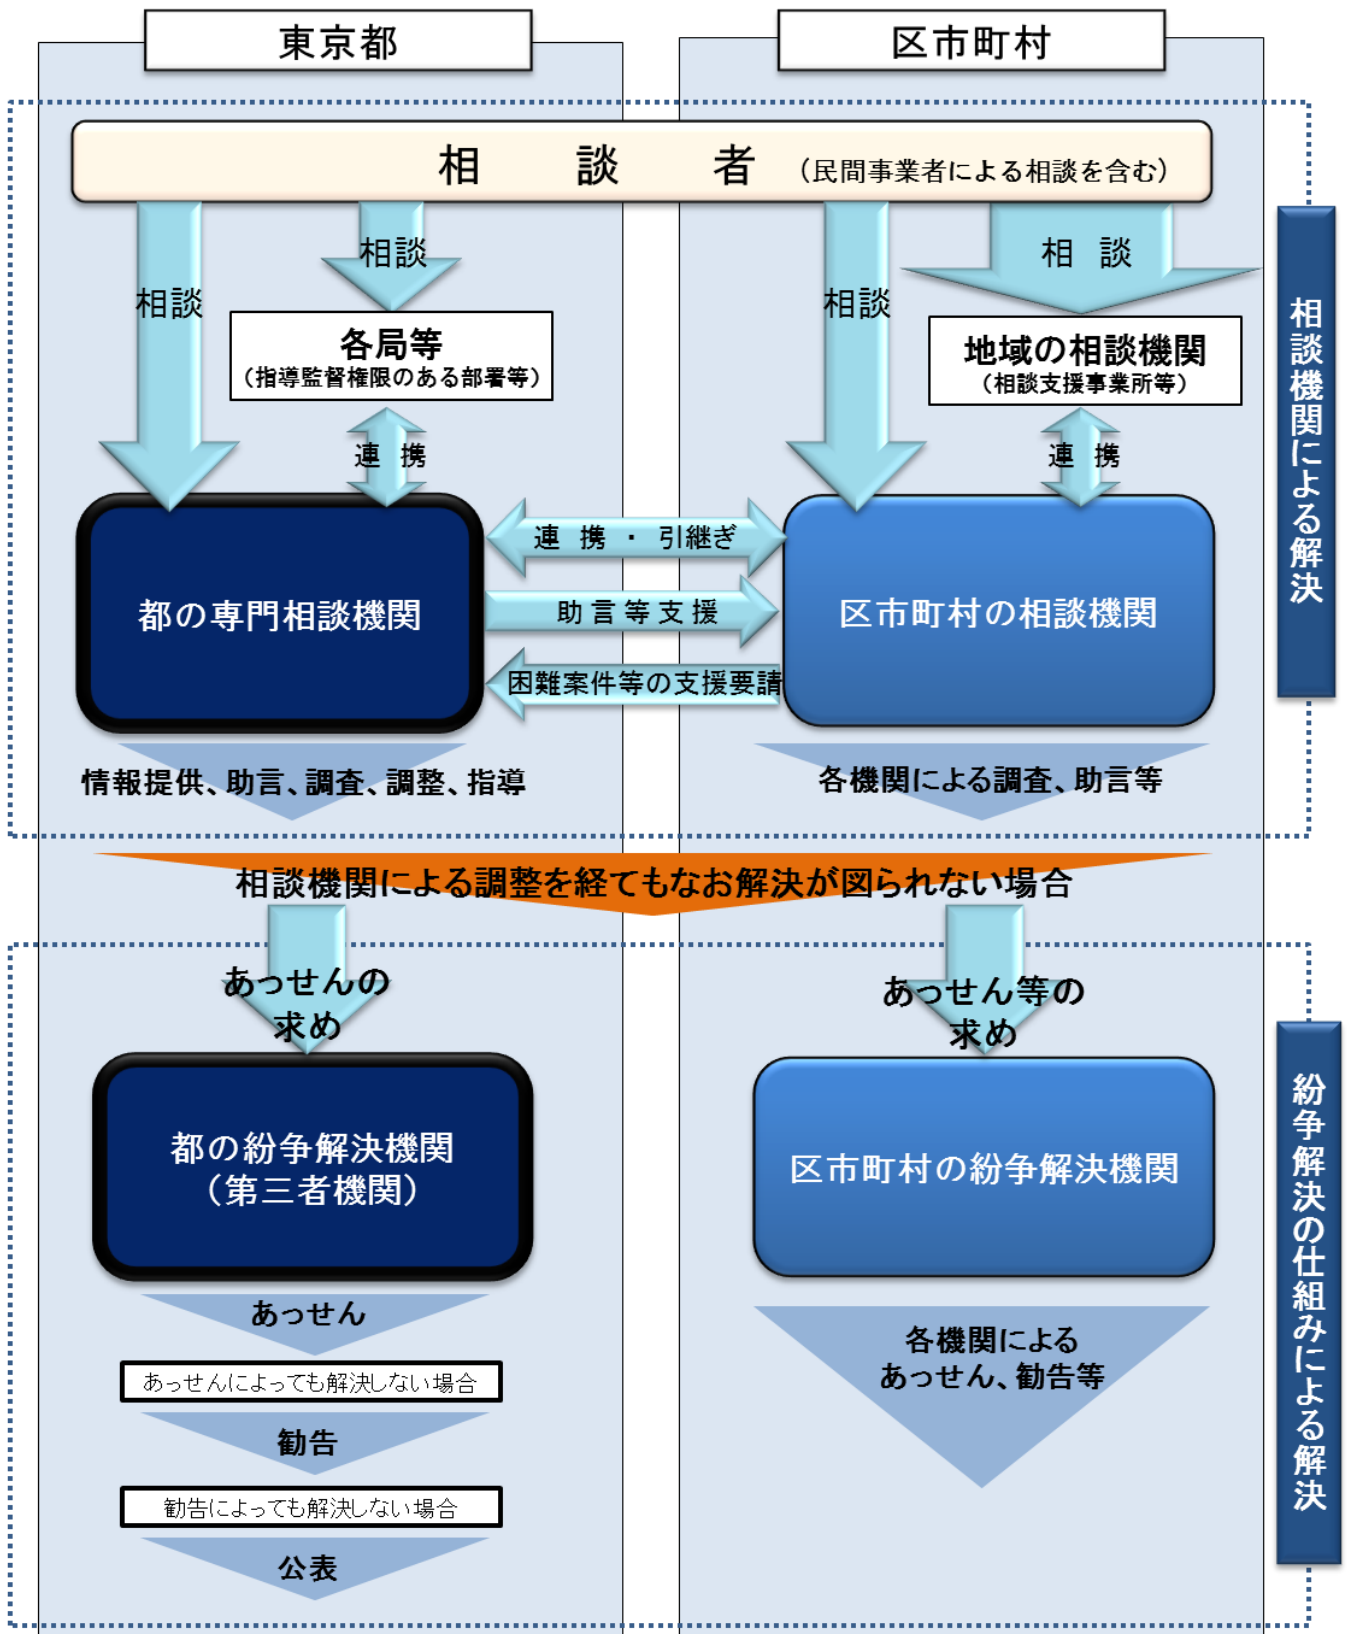 東京都
区市町村
相談者（民間事業者による相談を含む）
相談
相談
相談
相談
各局等
（指導監督権限のある部署等）
地域の相談機関
（相談支援事業所等）
連携
連携
都の専門相談機関
連携・引継ぎ
助言等支援
困難案件等の支援要請
区市町村の相談機関
情報提供、助言、調査、調整、指導
各機関による調査、助言等
相談機関による解決
相談機関による調整を経てもなお解決が図られない場合
あっせんの
求め
あっせん等の
求め
都の紛争解決機関
（第三者機関）
区市町村の紛争解決機関
あっせん
あっせんによっても解決しない場合
勧告
勧告によっても解決しない場合
公表
各機関による
あっせん、勧告等
紛争解決の仕組みによる解決